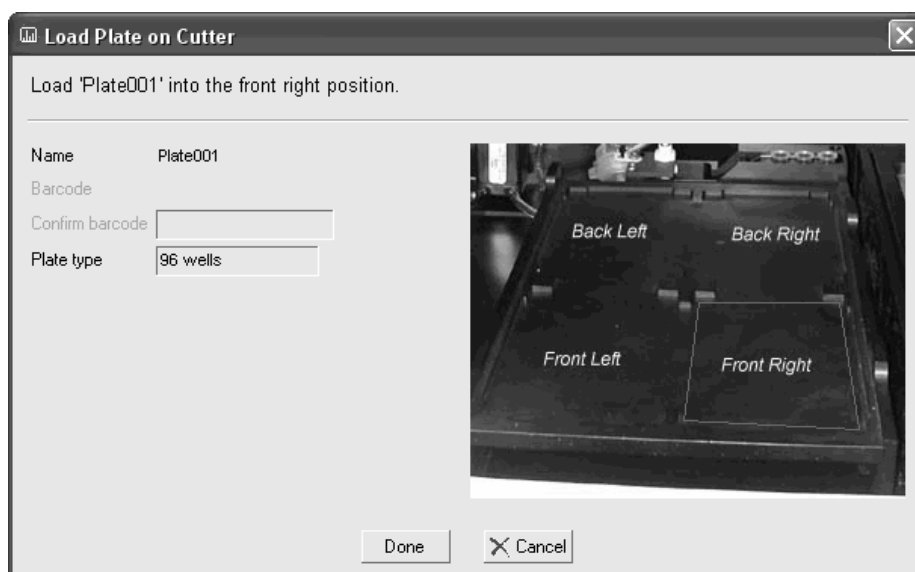 Load Plate on Cutter
Load 'Plate001' into the front right position.
Name Plate001
Barcode
Confirm barcode
Plate type 96 wells
Back Left Back Right
Front Left Front Right
Done Cancel